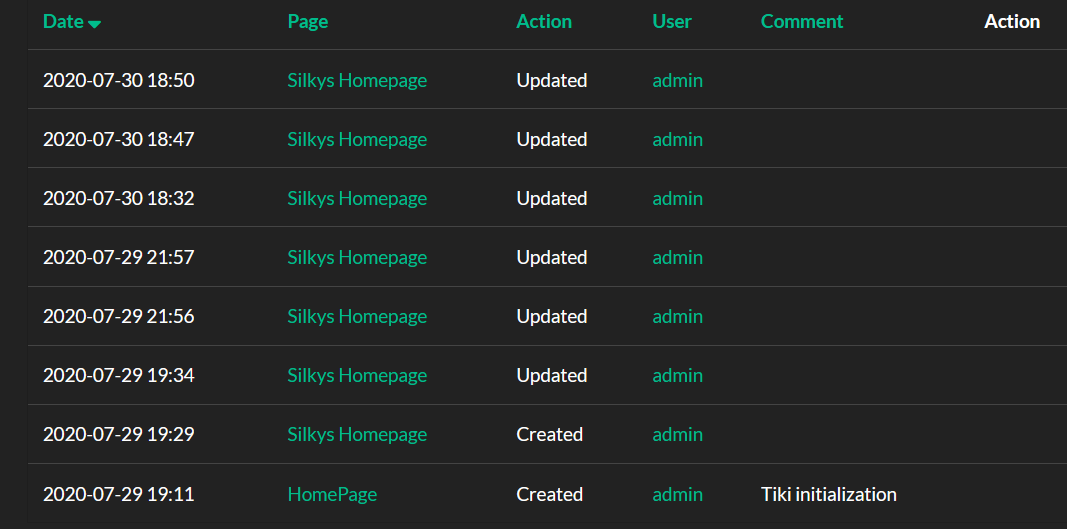 Date Page Action User Comment Action
2020-07-30 18:50 Silkys Homepage Updated admin
2020-07-30 18:47 Silkys Homepage Updated admin
2020-07-30 18:32 Silkys Homepage Updated admin
2020-07-29 21:57 Silkys Homepage Updated admin
2020-07-29 21:56 Silkys Homepage Updated admin
2020-07-29 19:34 Silkys Homepage Updated admin
2020-07-29 19:29 Silkys Homepage Created admin
2020-07-29 19:11 HomePage Created admin Tiki initialization